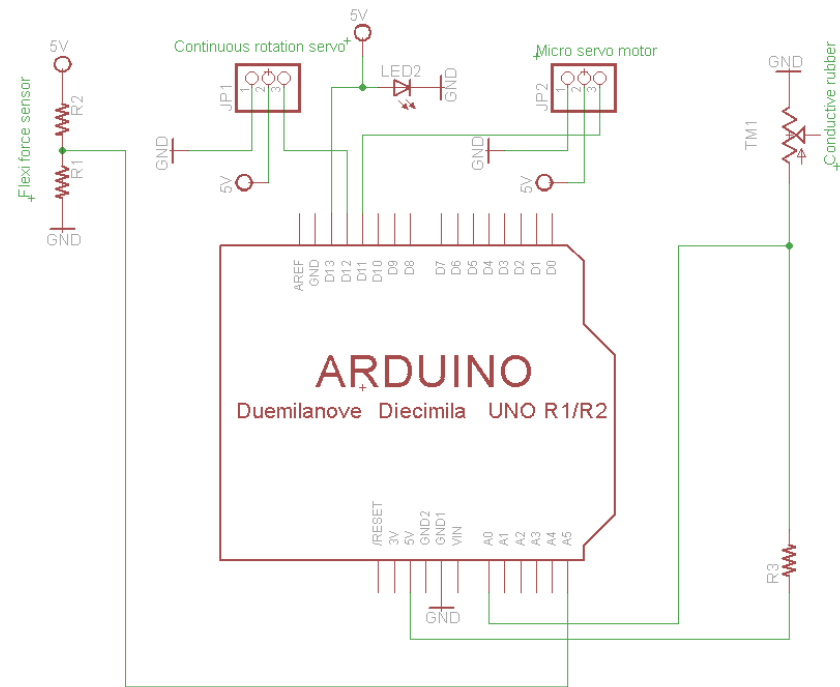 5V
Continuous rotation servo
Micro servo motor
5V
LED2
GND
GND
JP1
1
2
3
JP2
1
2
3
Flexi force sensor
R2
R1
GND
GND
GND
TM1
Conductive rubber
5V
5V
AREF
GND
D13
D12
D11
D10
D9
D8
D7
D6
D5
D4
D3
D2
D1
D0
ARDUINO
Duemilanove Diecimila UNO R1/R2
/RESET
3V
5V
GND2
GND1
VIN
A0
A1
A2
A3
A4
A5
R3
GND